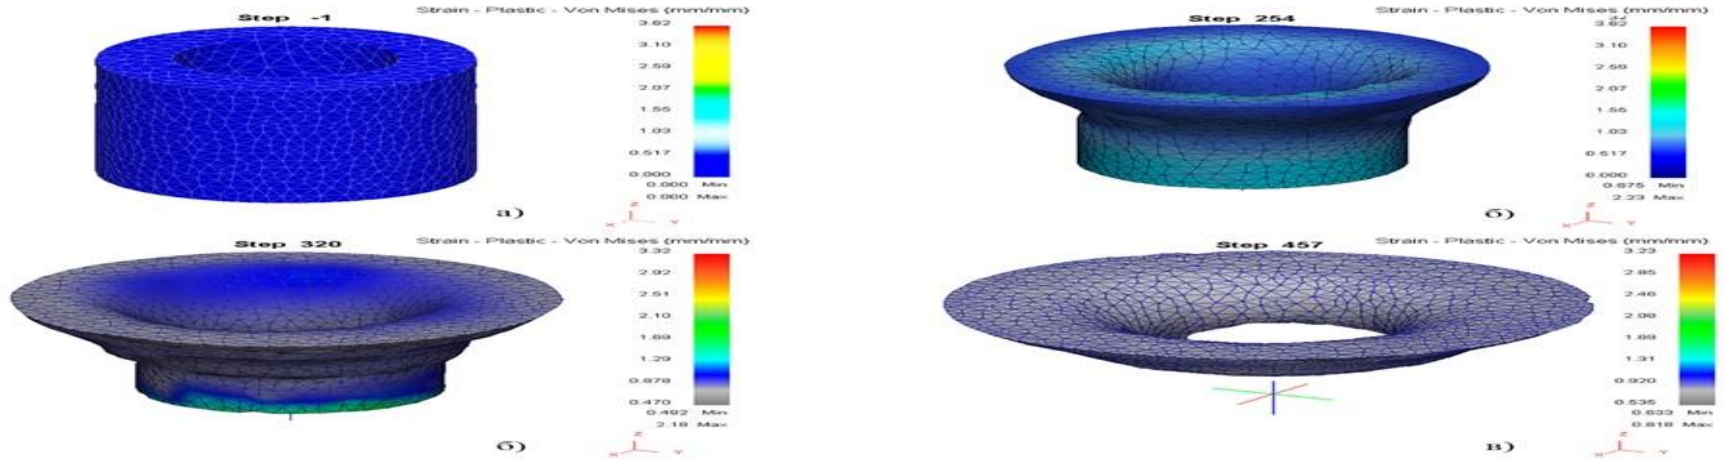 Step -1
Strain - Plastic - Von Mises (mm/mm)
3.62
3.10
2.59
2.07
1.55
1.03
0.517
0.000
0.000 Min
0.000 Max
Z
X Y
а)
Step 254
Strain - Plastic - Von Mises (mm/mm)
3.62
3.10
2.59
2.07
1.55
1.03
0.517
0.000
0.675 Min
2.23 Max
Z
X Y
б)
Step 320
Strain - Plastic - Von Mises (mm/mm)
3.32
2.92
2.51
2.10
1.69
1.29
0.878
0.470
0.492 Min
2.18 Max
Z
X Y
б)
Step 457
Strain - Plastic - Von Mises (mm/mm)
3.23
2.85
2.46
2.08
1.69
1.31
0.920
0.535
0.633 Min
0.818 Max
Z
X Y
в)